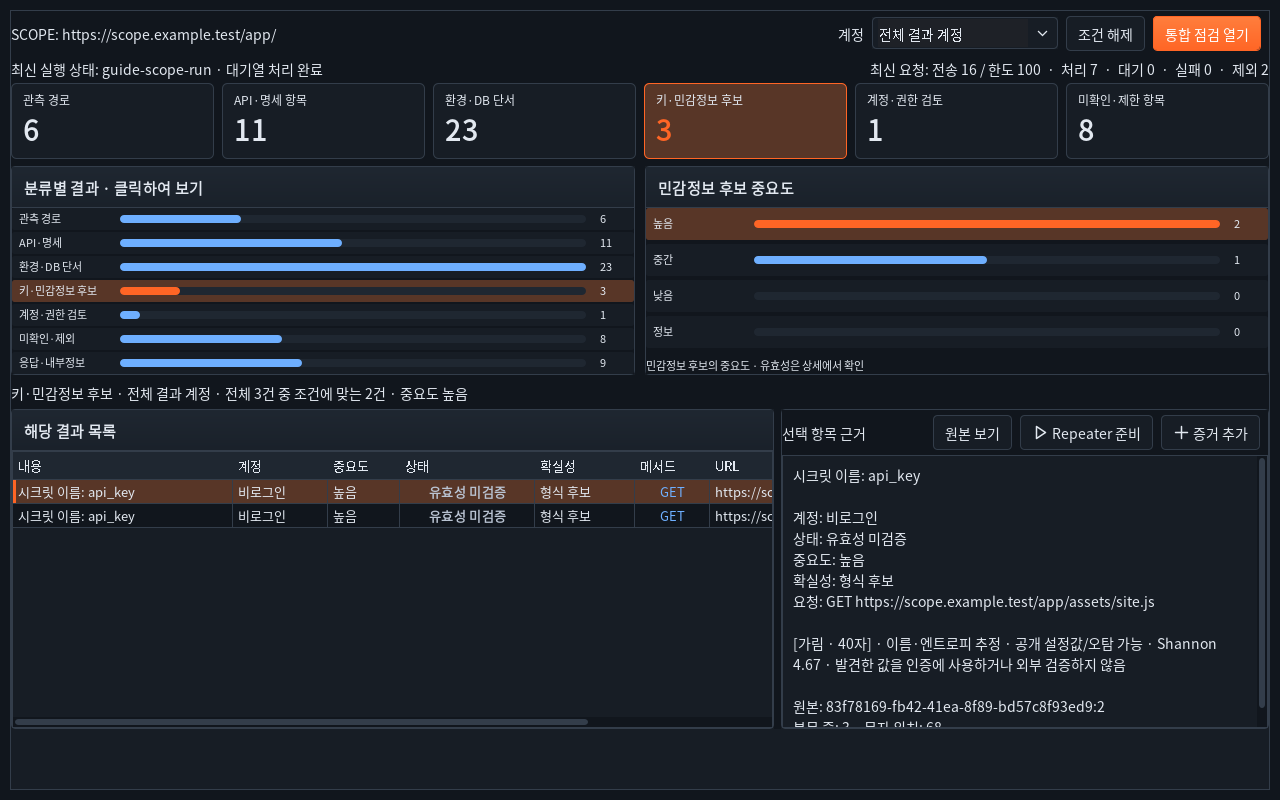 SCOPE: https://scope.example.test/app/
계정 전체 결과 계정 조건 해제 통합 점검 열기
최신 실행 상태: guide-scope-run · 대기열 처리 완료
최신 요청: 전송 16 / 한도 100 · 처리 7 · 대기 0 · 실패 0 · 제외 2
관측 경로
6
API·명세 항목
11
환경·DB 단서
23
키·민감정보 후보
3
계정·권한 검토
1
미확인·제한 항목
8
분류별 결과 · 클릭하여 보기
관측 경로 6
API·명세 11
환경·DB 단서 23
키·민감정보 후보 3
계정·권한 검토 1
미확인·제외 8
응답·내부정보 9
민감정보 후보 중요도
높음 2
중간 1
낮음 0
정보 0
민감정보 후보의 중요도 · 유효성은 상세에서 확인
키·민감정보 후보 · 전체 결과 계정 · 전체 3건 중 조건에 맞는 2건 · 중요도 높음
해당 결과 목록
내용 계정 중요도 상태 확실성 메서드 URL
시크릿 이름: api_key 비로그인 높음 유효성 미검증 형식 후보 GET https://sc
시크릿 이름: api_key 비로그인 높음 유효성 미검증 형식 후보 GET https://sc
선택 항목 근거 원본 보기 Repeater 준비 증거 추가
시크릿 이름: api_key
계정: 비로그인
상태: 유효성 미검증
중요도: 높음
확실성: 형식 후보
요청: GET https://scope.example.test/app/assets/site.js
[가림 · 40자] · 이름·엔트로피 추정 · 공개 설정값/오탐 가능 · Shannon
4.67 · 발견한 값을 인증에 사용하거나 외부 검증하지 않음
원본: 83f78169-fb42-41ea-8f89-bd57c8f93ed9:2